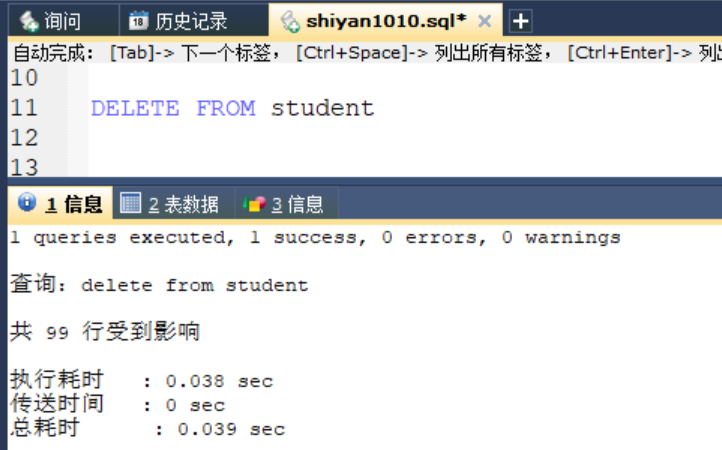 询问 历史记录 shiyan1010.sql*
自动完成： [Tab]-> 下一个标签， [Ctrl+Space]-> 列出所有标签， [Ctrl+Enter]-> 列出
10
11 DELETE FROM student
12
13
1 信息 2 表数据 3 信息
1 queries executed, 1 success, 0 errors, 0 warnings
查询：delete from student
共 99 行受到影响
执行耗时 : 0.038 sec
传送时间 : 0 sec
总耗时 : 0.039 sec